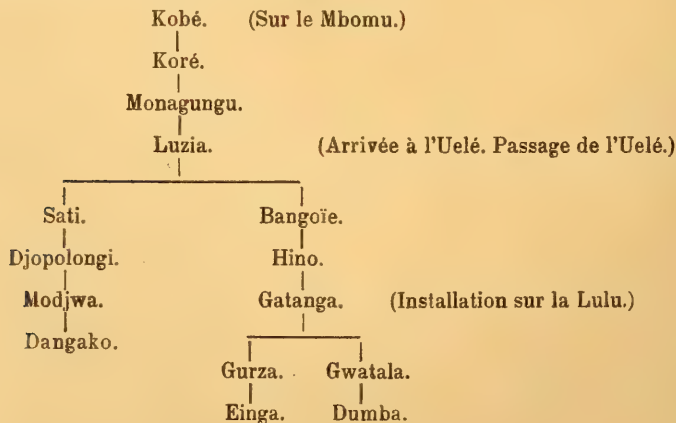 Kobé. (Sur le Mbomu.)
Koré.
Monagungu.
Luzia. (Arrivée à l'Uelé. Passage de l'Uelé.)
Sati. Bangoïe.
Djopolongi. Hino.
Modjwa. Gatanga. (Installation sur la Lulu.)
Dangako.
Gurza. Gwatala.
Einga. Dumba.